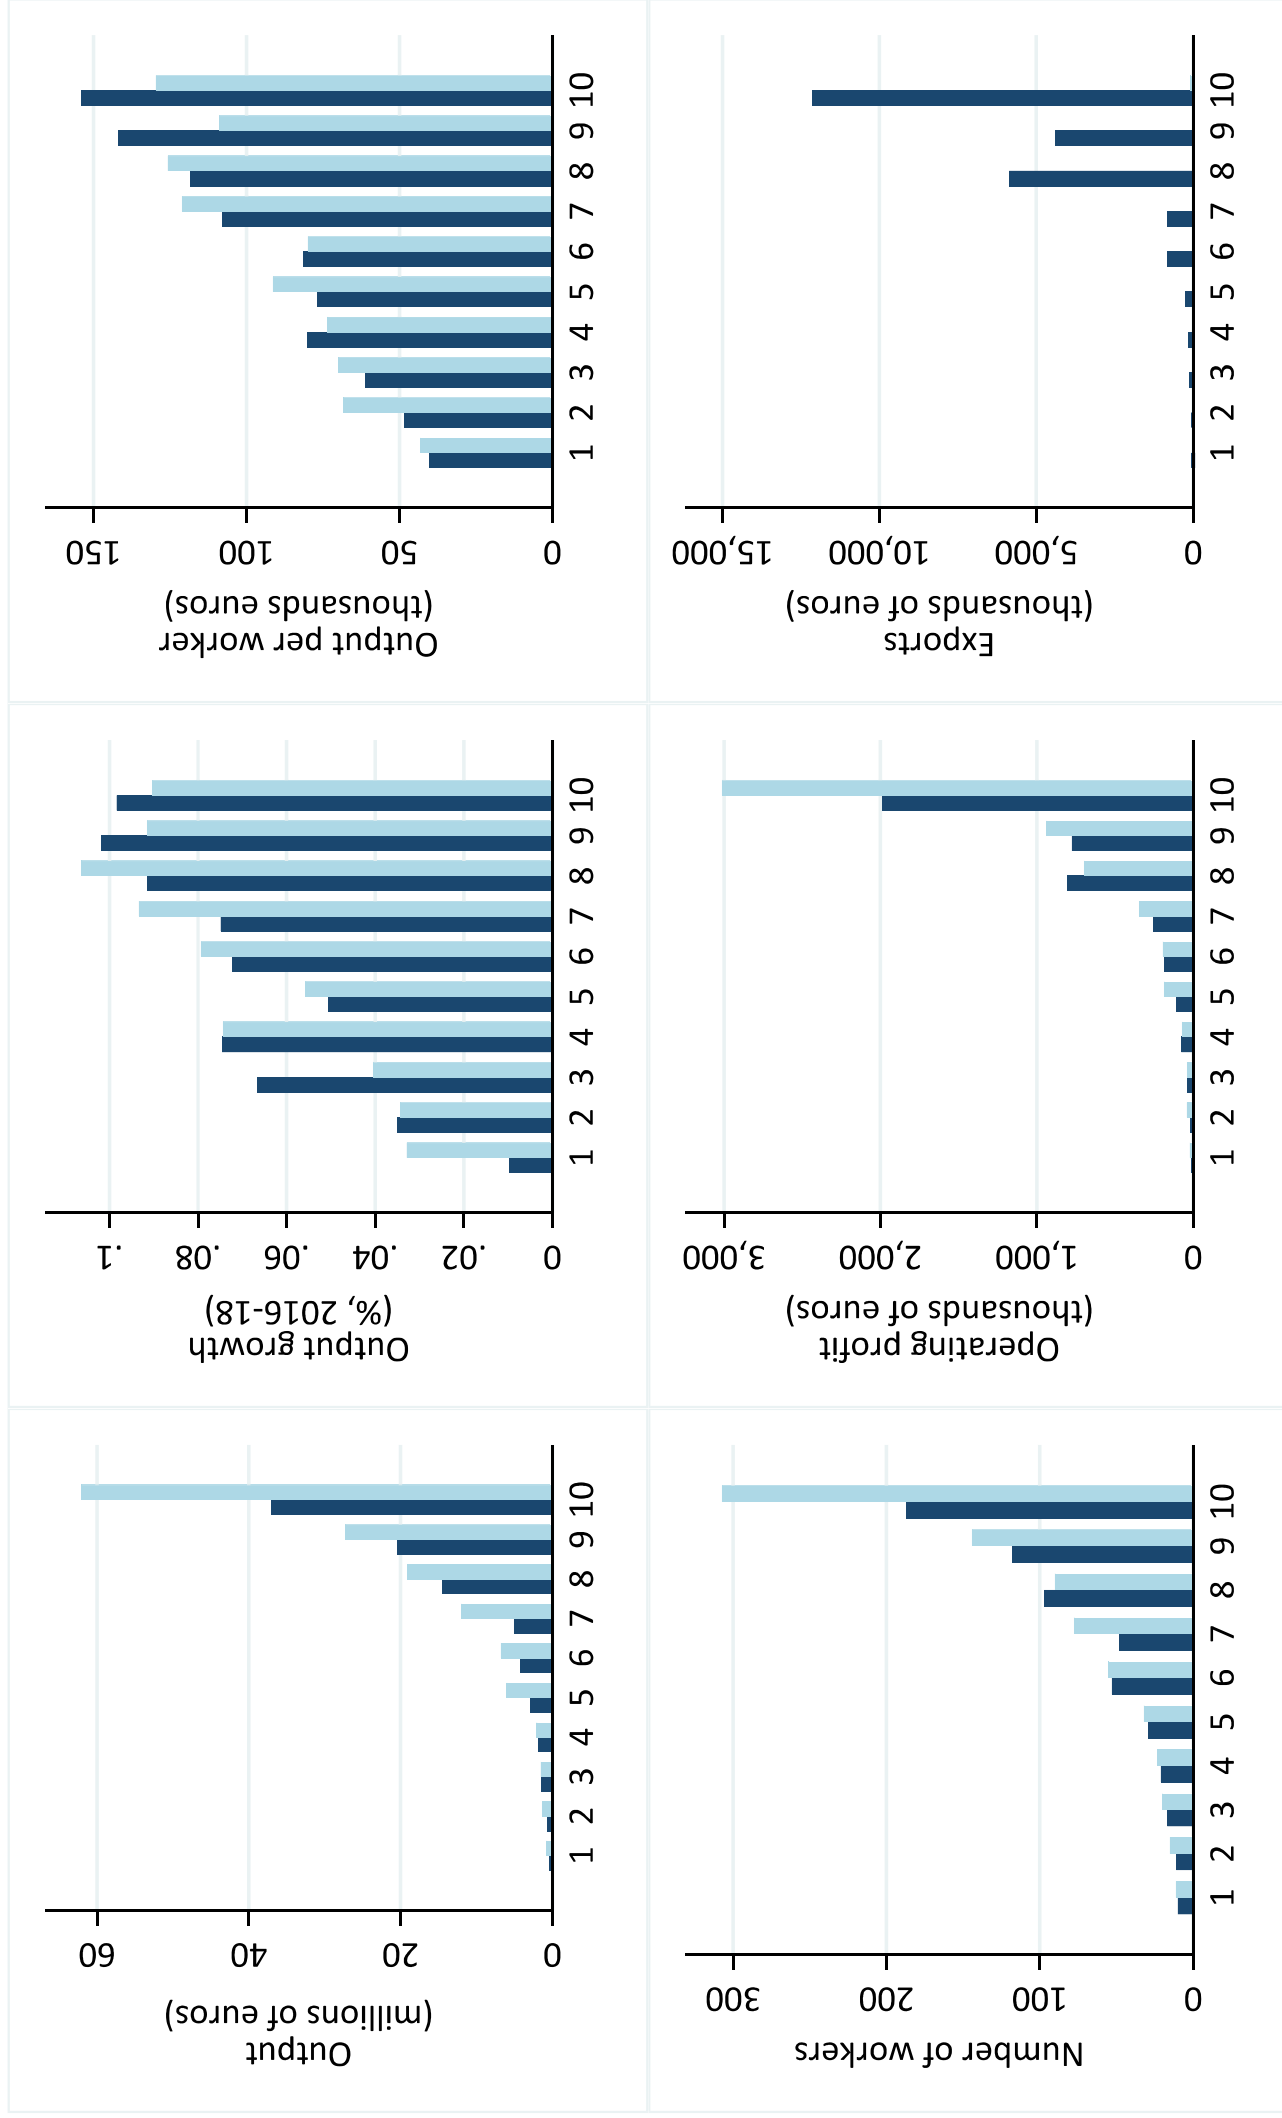 Output
(millions of euros)
60
40
20
0
1 2 3 4 5 6 7 8 9 10
Output growth
(%, 2016-18)
.1
.08
.06
.04
.02
0
1 2 3 4 5 6 7 8 9 10
Output per worker
(thousands euros)
150
100
50
0
1 2 3 4 5 6 7 8 9 10
Number of workers
300
200
100
0
1 2 3 4 5 6 7 8 9 10
Operating profit
(thousands of euros)
3,000
2,000
1,000
0
1 2 3 4 5 6 7 8 9 10
Exports
(thousands of euros)
15,000
10,000
5,000
0
1 2 3 4 5 6 7 8 9 10